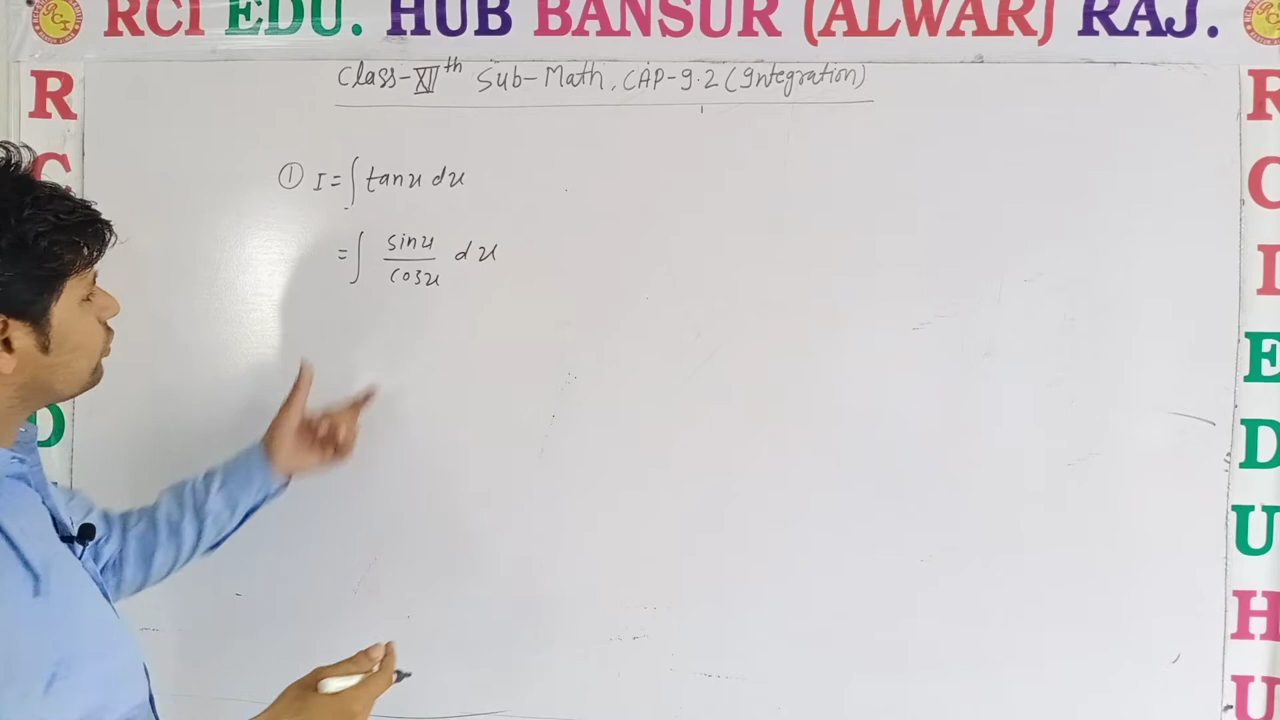 RCI EDU. HUB BANSUR (ALWAR) RAJ.
Class-XIIth Sub-Math, CAP-9.2 (Integration)
① I = ∫ tanx dx
= ∫ sinx / cosx dx
R
C
D
R
C
I
E
D
U
H
U